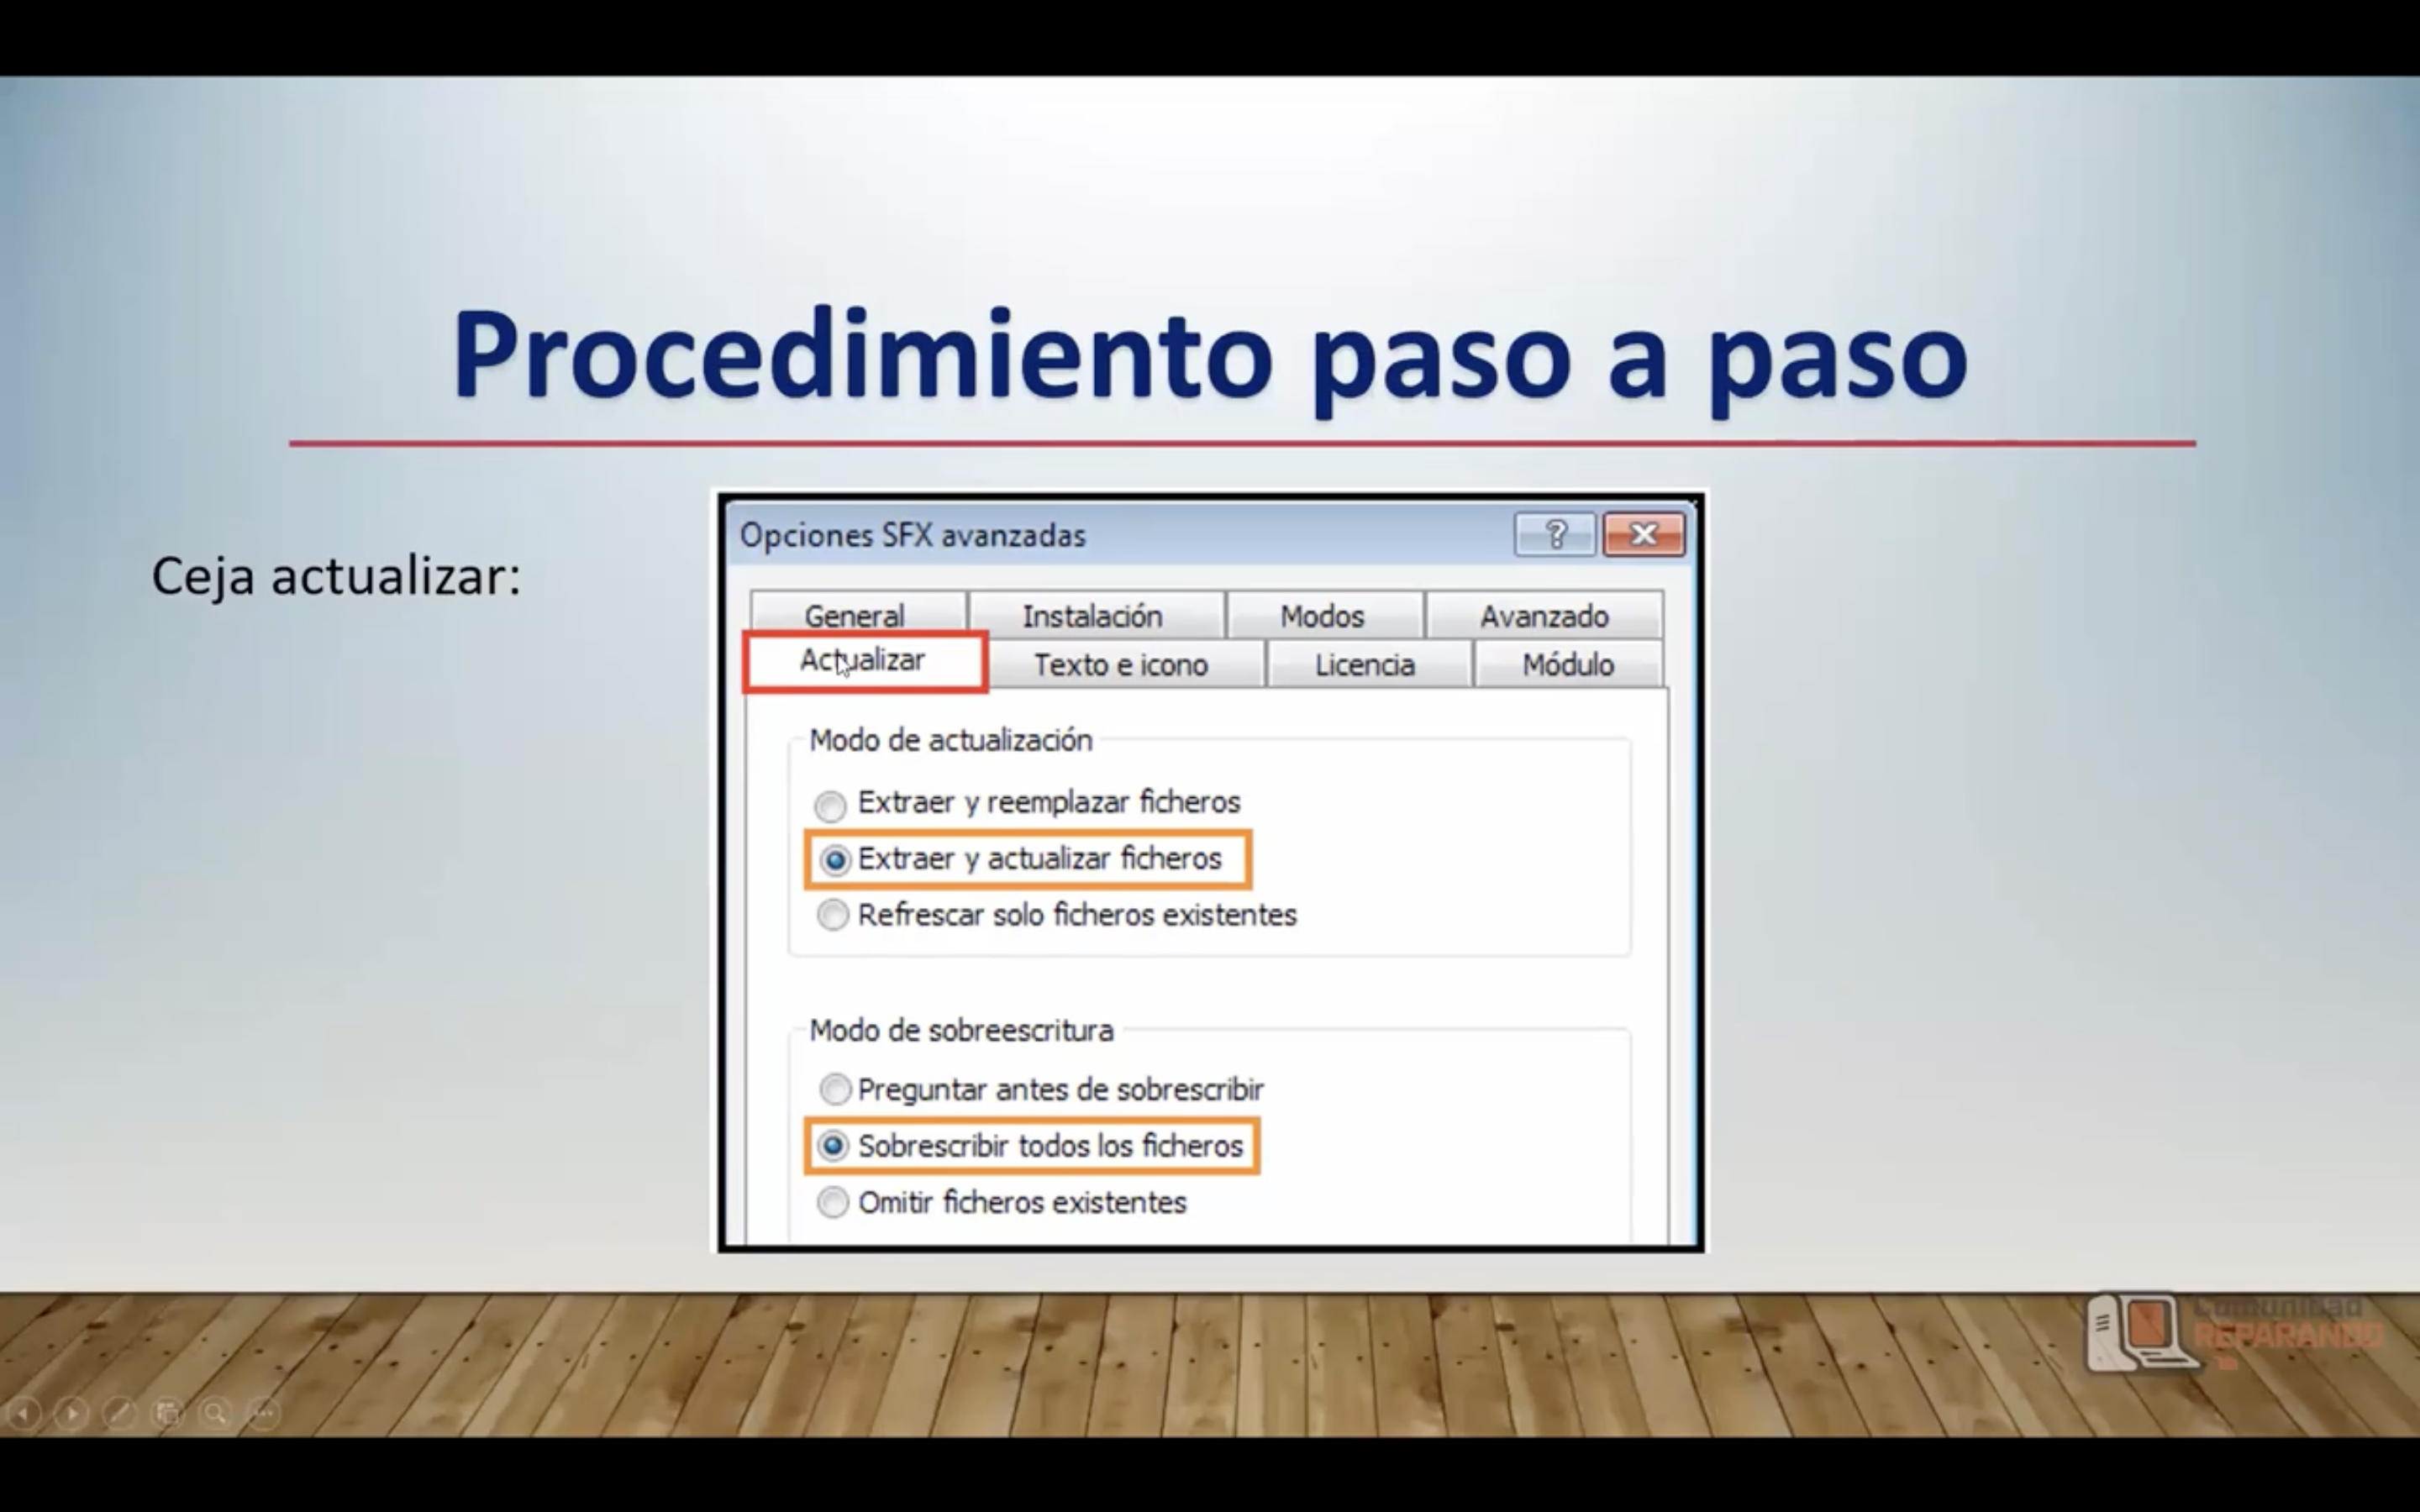 Procedimiento paso a paso
Ceja actualizar:
Opciones SFX avanzadas
?
General Instalación Modos Avanzado
Actualizar Texto e icono Licencia Módulo
Modo de actualización
Extraer y reemplazar ficheros
Extraer y actualizar ficheros
Refrescar solo ficheros existentes
Modo de sobreescritura
Preguntar antes de sobrescribir
Sobrescribir todos los ficheros
Omitir ficheros existentes
Comunidad
REPARANDO